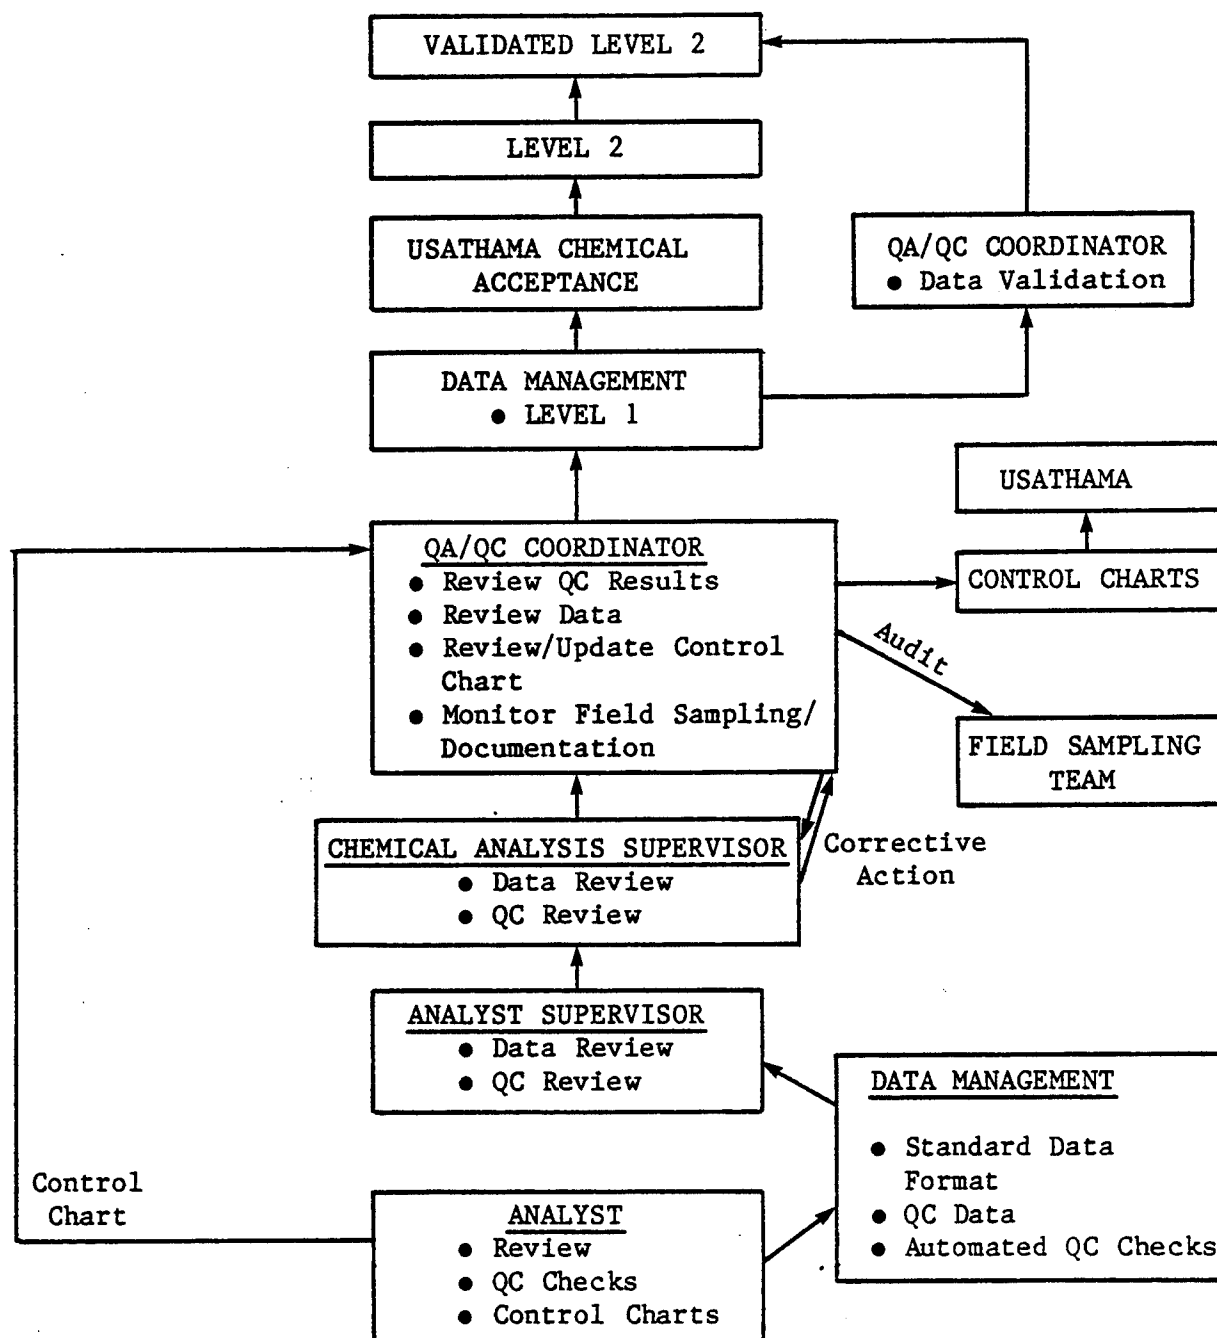 VALIDATED LEVEL 2
LEVEL 2
USATHAMA CHEMICAL
ACCEPTANCE
QA/QC COORDINATOR
● Data Validation
DATA MANAGEMENT
● LEVEL 1
USATHAMA
CONTROL CHARTS
QA/QC COORDINATOR
● Review QC Results
● Review Data
● Review/Update Control
Chart
● Monitor Field Sampling/
Documentation
Audit
FIELD SAMPLING
TEAM
CHEMICAL ANALYSIS SUPERVISOR
● Data Review
● QC Review
Corrective
Action
ANALYST SUPERVISOR
● Data Review
● QC Review
DATA MANAGEMENT
● Standard Data
Format
● QC Data
● Automated QC Checks
Control
Chart
ANALYST
● Review
● QC Checks
● Control Charts